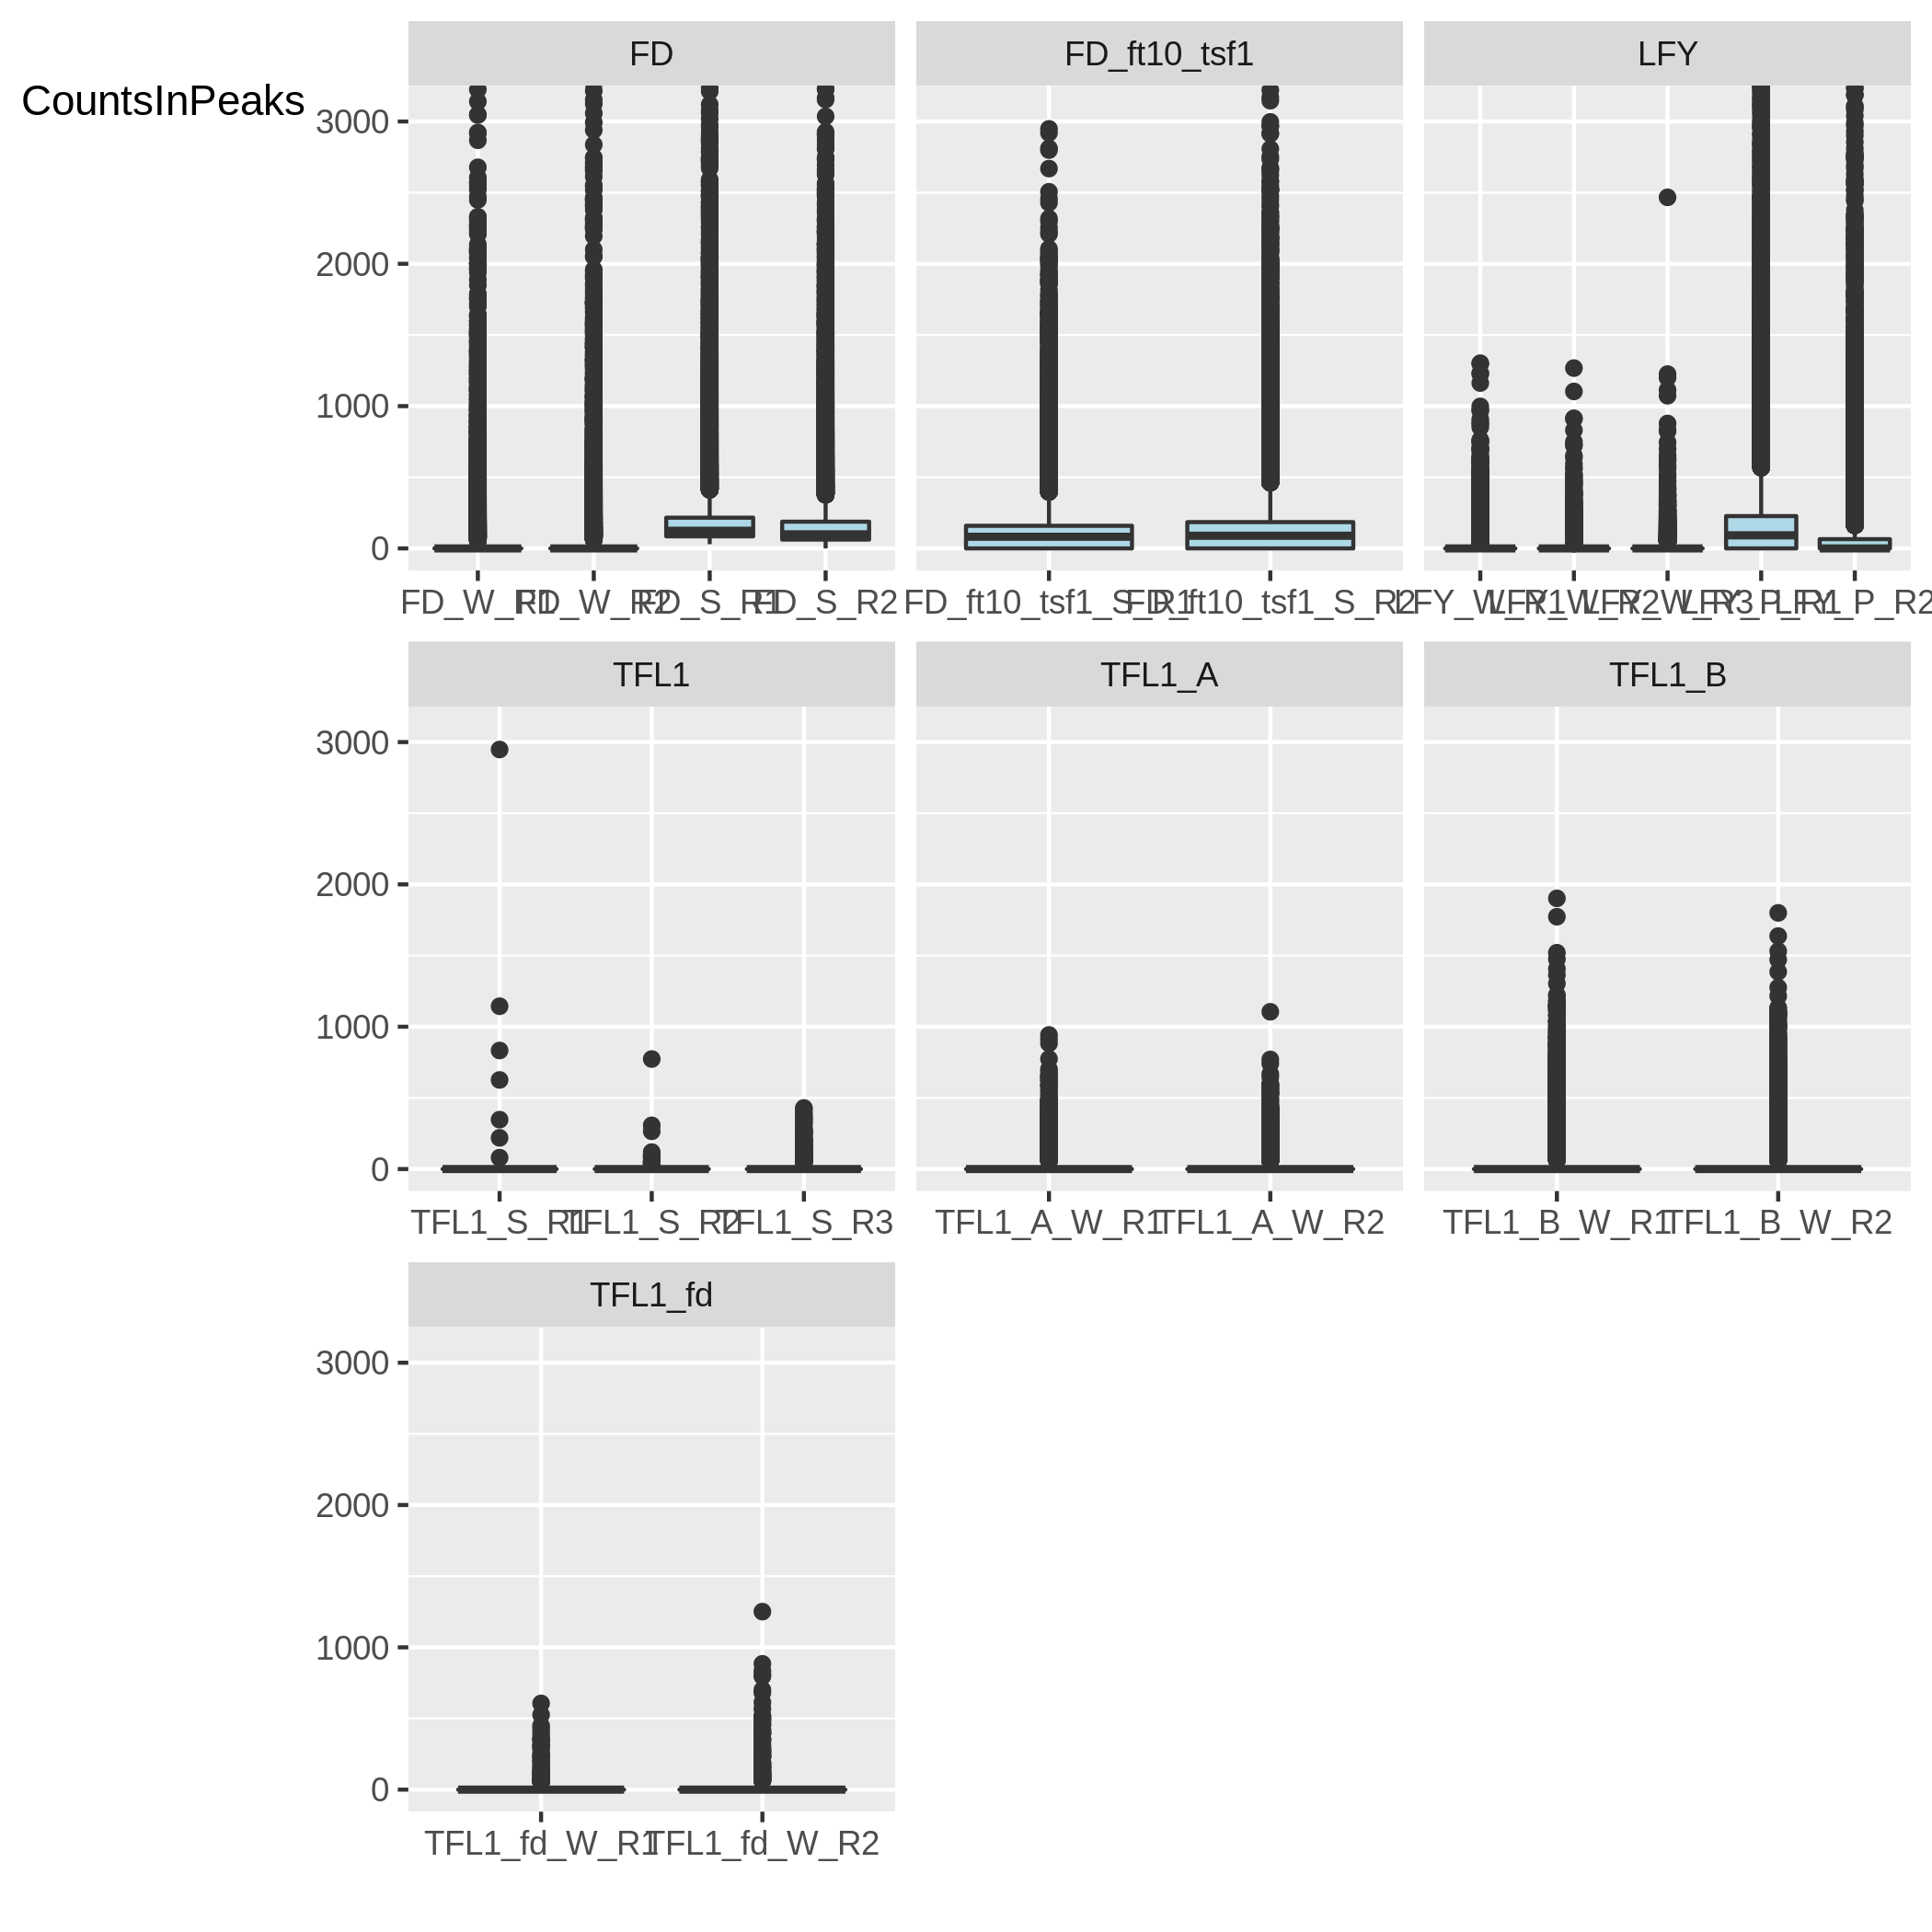 CountsInPeaks
FD
FD_ft10_tsf1
LFY
3000
2000
1000
0
FD_W_R1
FD_W_R2
FD_S_R1
FD_S_R2
FD_ft10_tsf1_S_R1
FD_ft10_tsf1_S_R2
LFY_W_R1
LFY_W_R2
LFY_W_R3
LFY_P_R1
LFY_P_R2
TFL1
TFL1_A
TFL1_B
3000
2000
1000
0
TFL1_S_R1
TFL1_S_R2
TFL1_S_R3
TFL1_A_W_R1
TFL1_A_W_R2
TFL1_B_W_R1
TFL1_B_W_R2
TFL1_fd
3000
2000
1000
0
TFL1_fd_W_R1
TFL1_fd_W_R2